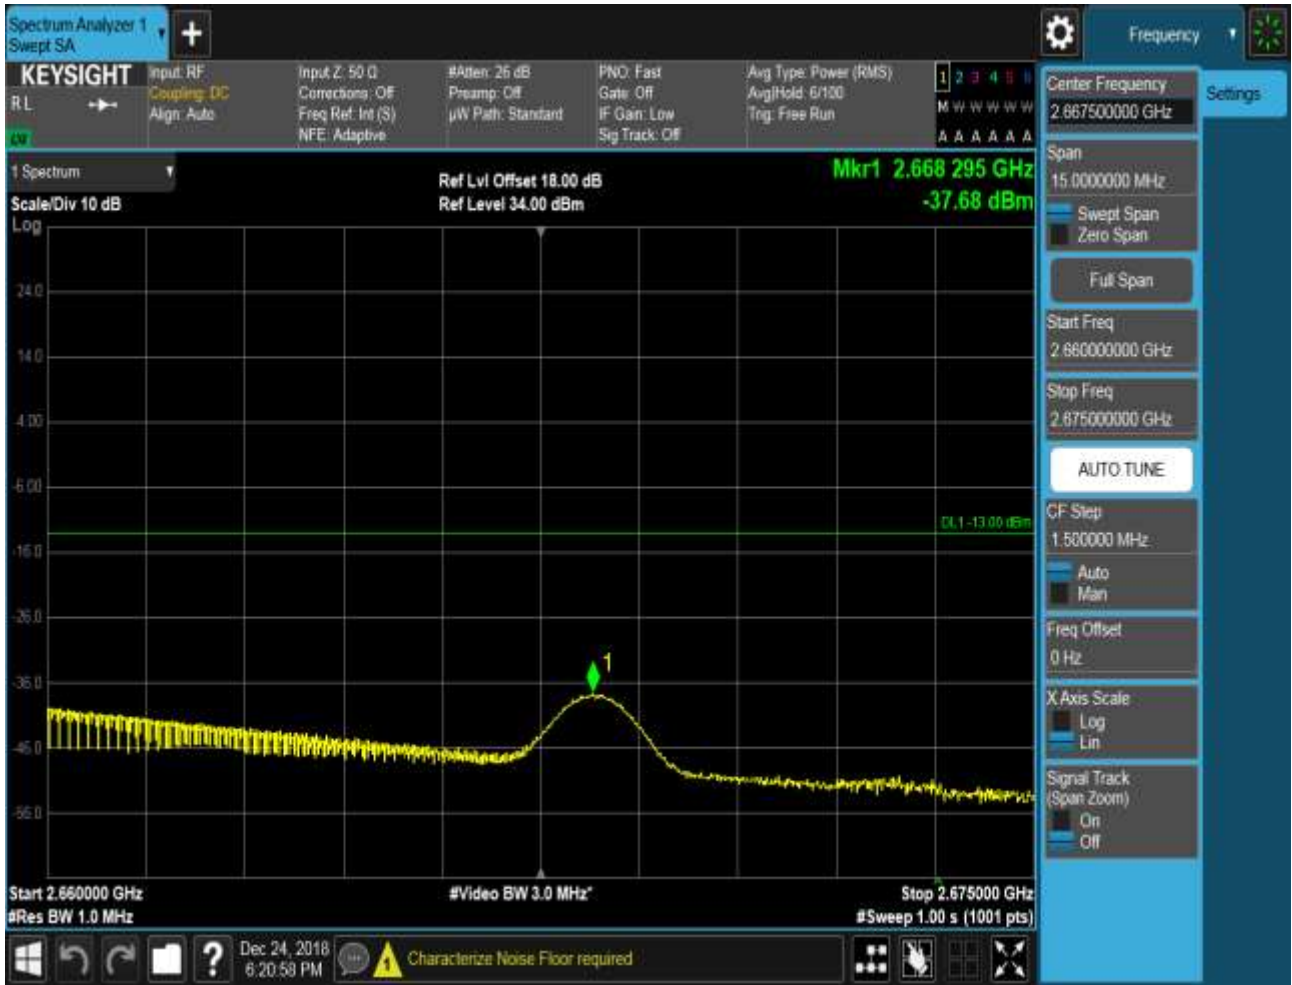 Spectrum Analyzer 1
Swept SA
Frequency
KEYSIGHT
R L
Input: RF
Coupling: DC
Align: Auto
Input Z: 50 Ω
Corrections: Off
Freq Ref: Int (S)
NFE: Adaptive
#Atten: 26 dB
Preamp: Off
µW Path: Standard
PNO: Fast
Gate: Off
IF Gain: Low
Sig Track: Off
Avg Type: Power (RMS)
Avg|Hold: 6/100
Trig: Free Run
1 2 3 4 5 6
M W W W W W
A A A A A A
1 Spectrum
Scale/Div 10 dB
Ref Lvl Offset 18.00 dB
Ref Level 34.00 dBm
Mkr1 2.668 295 GHz
-37.68 dBm
Log
24.0
14.0
4.00
-6.00
-16.0
-26.0
-36.0
-46.0
-56.0
DL1 -13.00 dBm
1
Start 2.660000 GHz
#Res BW 1.0 MHz
#Video BW 3.0 MHz*
Stop 2.675000 GHz
#Sweep 1.00 s (1001 pts)
Dec 24, 2018
6:20:58 PM
Characterize Noise Floor required
Center Frequency
2.667500000 GHz
Settings
Span
15.0000000 MHz
Swept Span
Zero Span
Full Span
Start Freq
2.660000000 GHz
Stop Freq
2.675000000 GHz
AUTO TUNE
CF Step
1.500000 MHz
Auto
Man
Freq Offset
0 Hz
X Axis Scale
Log
Lin
Signal Track
(Span Zoom)
On
Off